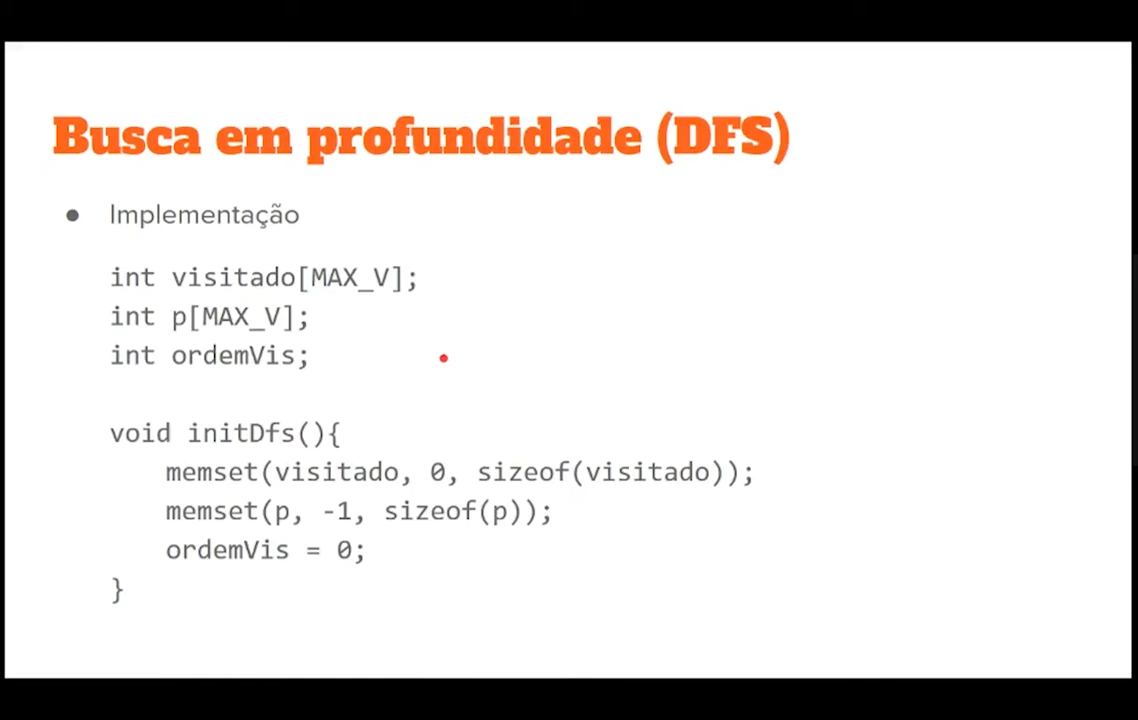 Busca em profundidade (DFS)
● Implementação
int visitado[MAX_V];
int p[MAX_V];
int ordemVis;
void initDfs(){
memset(visitado, 0, sizeof(visitado));
memset(p, -1, sizeof(p));
ordemVis = 0;
}